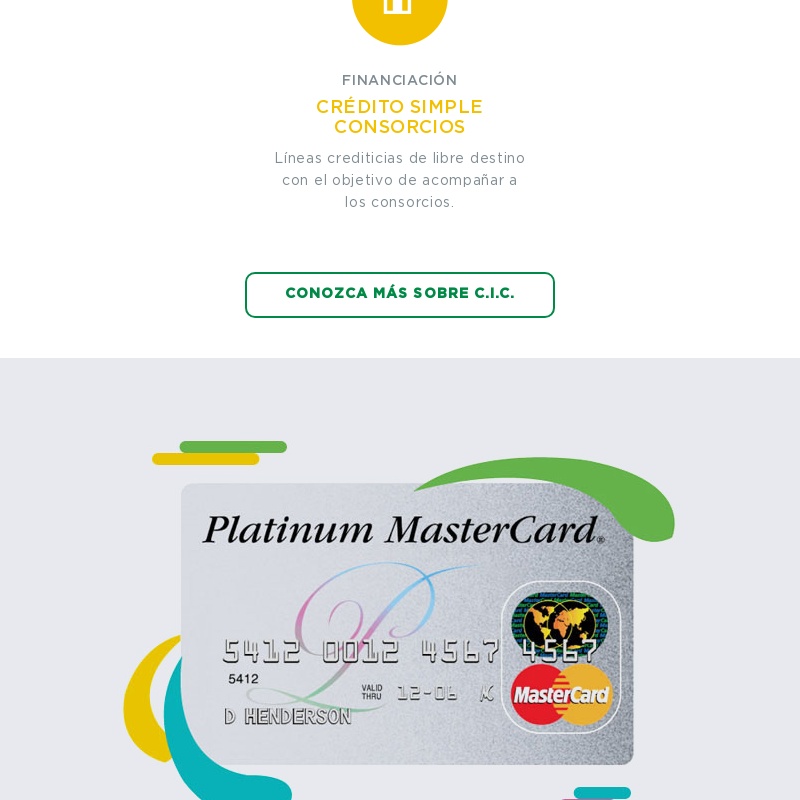 FINANCIACIÓN
CRÉDITO SIMPLE
CONSORCIOS
Líneas crediticias de libre destino
con el objetivo de acompañar a
los consorcios.
CONOZCA MÁS SOBRE C.I.C.
Platinum MasterCard®
5412 0012 4567 4567
5412
VALID
THRU
12-06
D HENDERSON
MasterCard